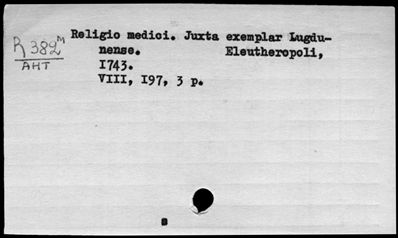 Religio medici. Juxta exemplar Lugdu-
nense. Eleutheropoli,
1743.
VIII, 197, 3 p.
R 382 M
AHT